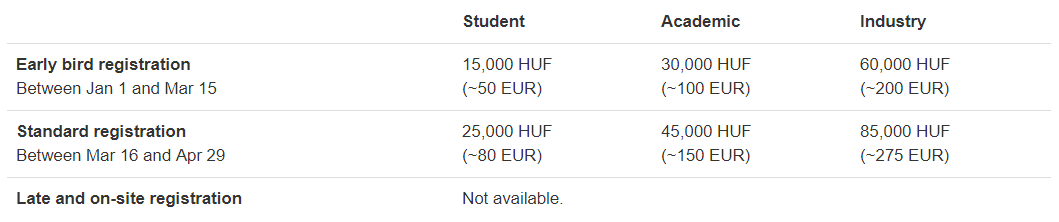 Student Academic Industry
Early bird registration 15,000 HUF 30,000 HUF 60,000 HUF
Between Jan 1 and Mar 15 (~50 EUR) (~100 EUR) (~200 EUR)
Standard registration 25,000 HUF 45,000 HUF 85,000 HUF
Between Mar 16 and Apr 29 (~80 EUR) (~150 EUR) (~275 EUR)
Late and on-site registration Not available.